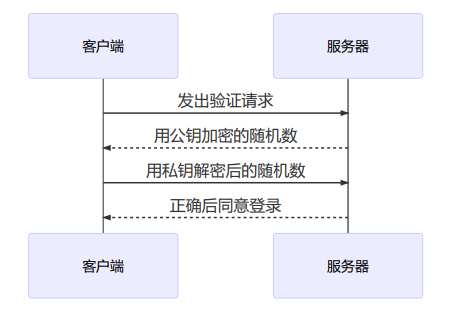 客户端
服务器
发出验证请求
用公钥加密的随机数
用私钥解密后的随机数
正确后同意登录
客户端
服务器